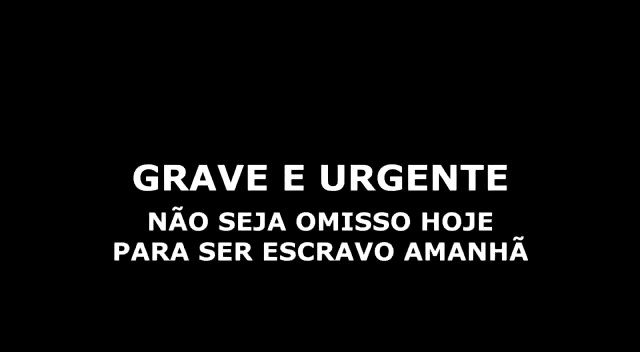 GRAVE E URGENTE
NÃO SEJA OMISSO HOJE
PARA SER ESCRAVO AMANHÃ